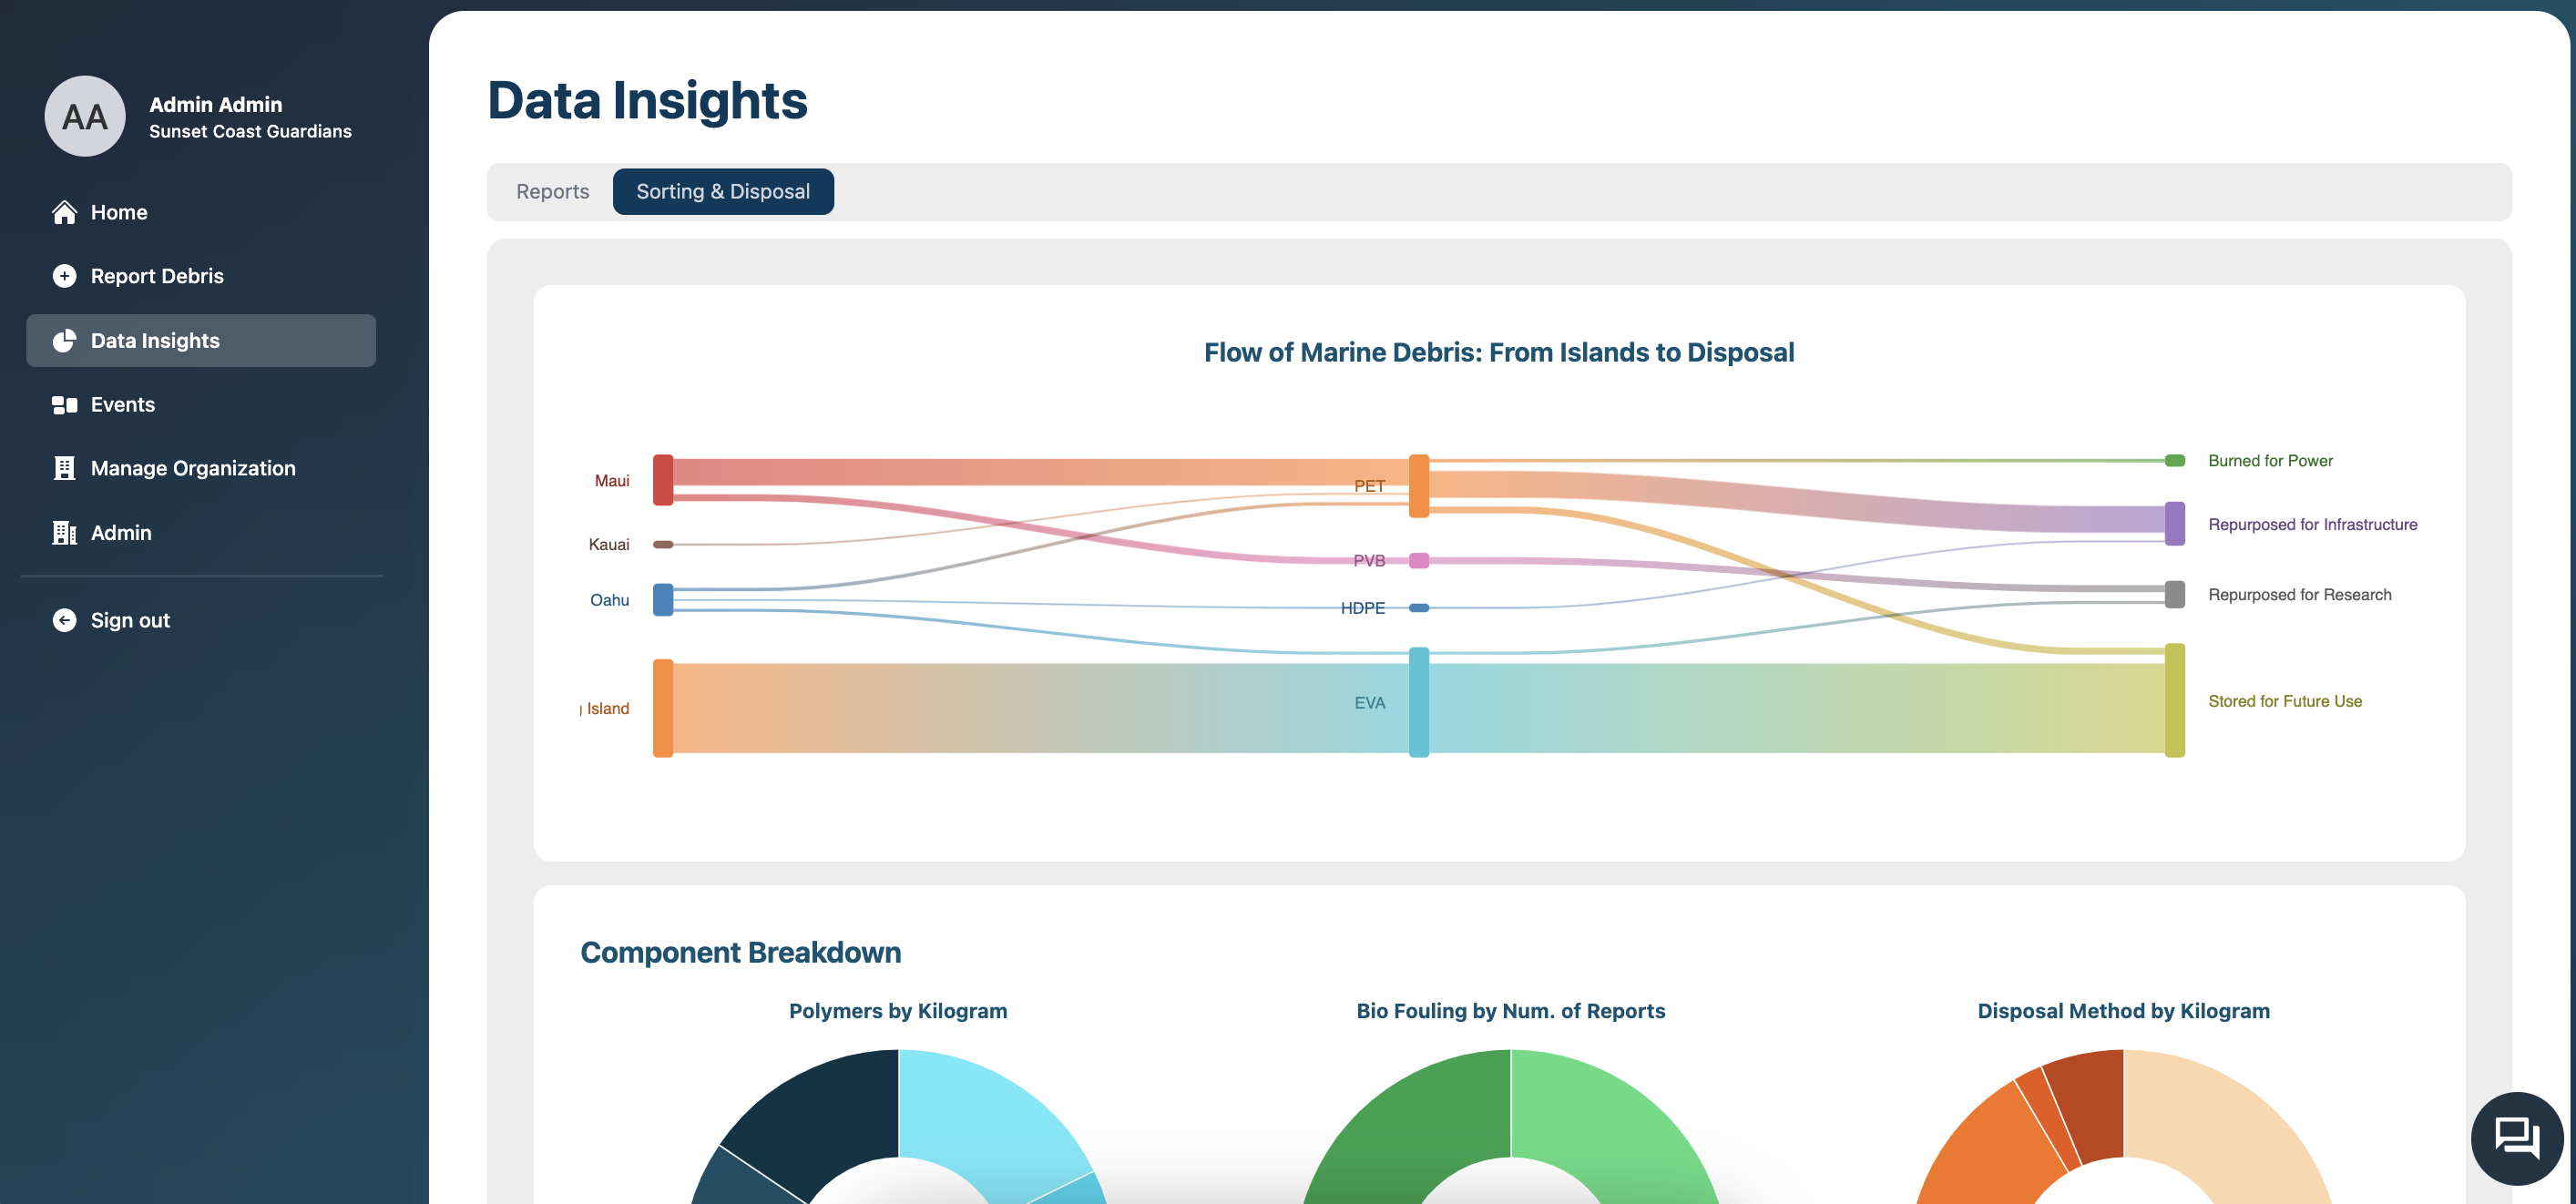 AA
Admin Admin
Sunset Coast Guardians
Home
Report Debris
Data Insights
Events
Manage Organization
Admin
Sign out
Data Insights
Reports
Sorting & Disposal
Flow of Marine Debris: From Islands to Disposal
Maui
Kauai
Oahu
Island
PET
PVB
HDPE
EVA
Burned for Power
Repurposed for Infrastructure
Repurposed for Research
Stored for Future Use
Component Breakdown
Polymers by Kilogram
Bio Fouling by Num. of Reports
Disposal Method by Kilogram